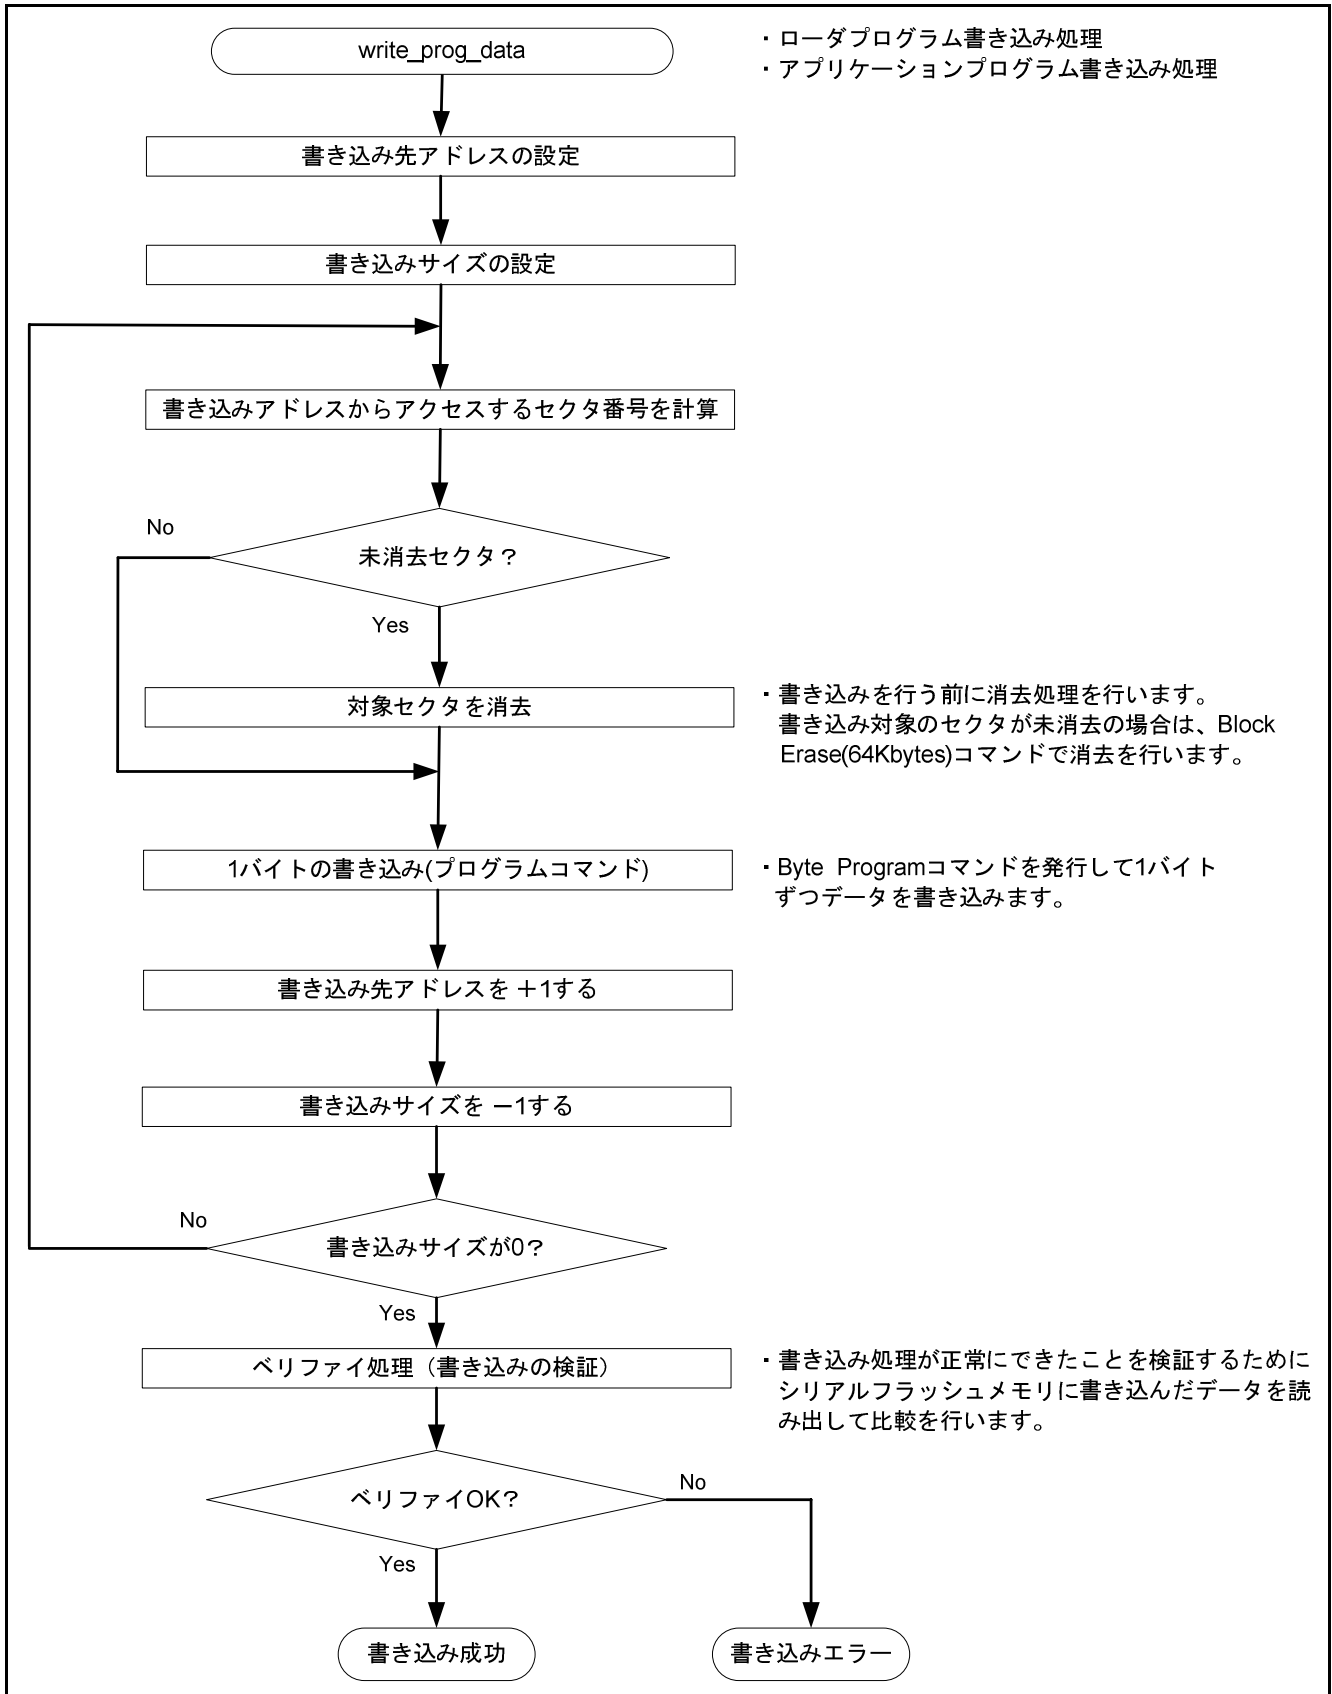 write_prog_data
・ローダプログラム書き込み処理
・アプリケーションプログラム書き込み処理
書き込み先アドレスの設定
書き込みサイズの設定
書き込みアドレスからアクセスするセクタ番号を計算
No
未消去セクタ？
Yes
対象セクタを消去
・書き込みを行う前に消去処理を行います。
書き込み対象のセクタが未消去の場合は、Block
Erase(64Kbytes)コマンドで消去を行います。
1バイトの書き込み(プログラムコマンド)
・Byte Programコマンドを発行して1バイト
ずつデータを書き込みます。
書き込み先アドレスを ＋1する
書き込みサイズを －1する
No
書き込みサイズが0？
Yes
ベリファイ処理（書き込みの検証）
・書き込み処理が正常にできたことを検証するために
シリアルフラッシュメモリに書き込んだデータを読
み出して比較を行います。
ベリファイOK？
No
Yes
書き込み成功
書き込みエラー